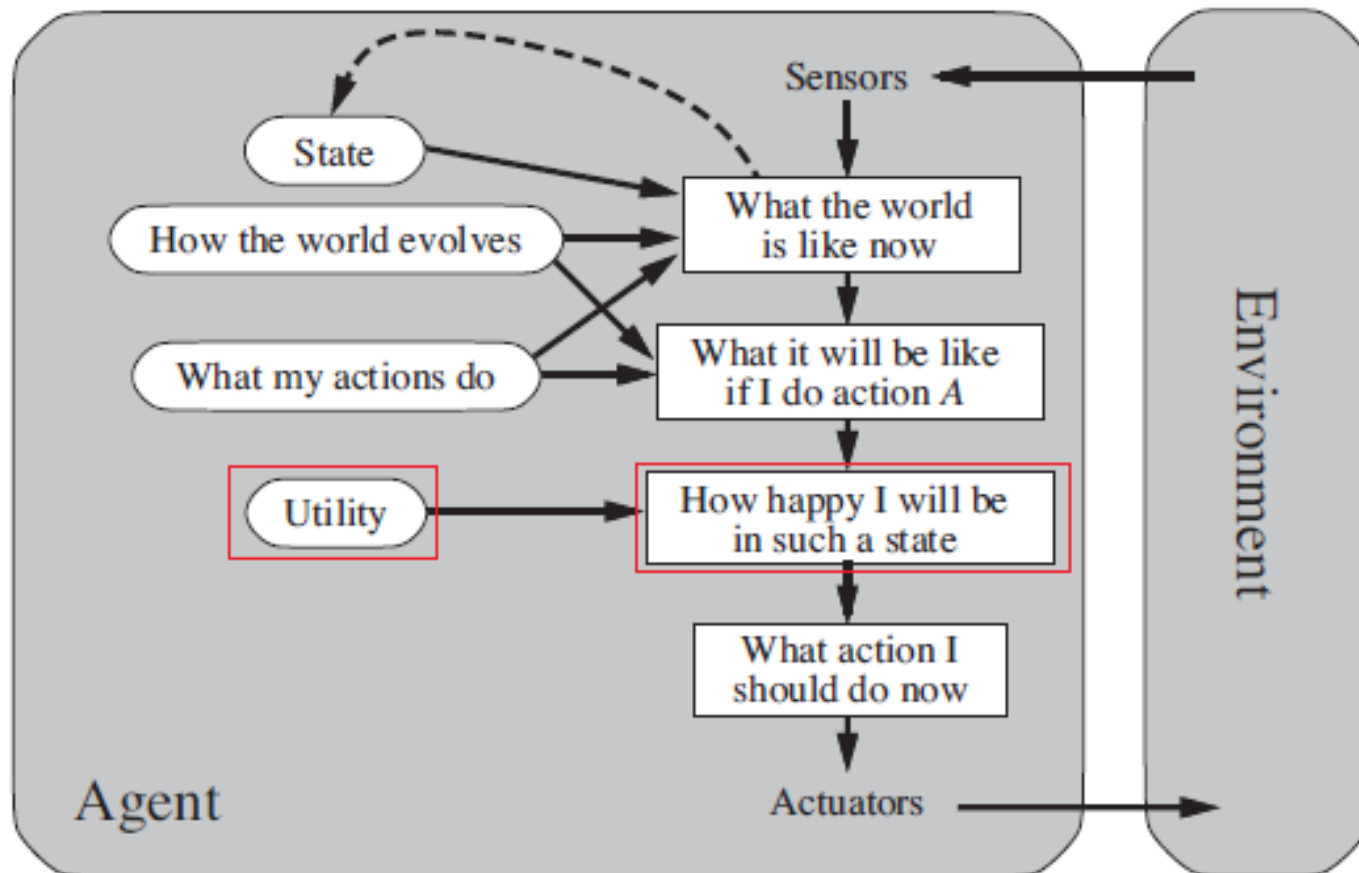 Sensors
State
What the world
is like now
How the world evolves
What my actions do
What it will be like
if I do action A
Utility
How happy I will be
in such a state
What action I
should do now
Agent
Actuators
Environment